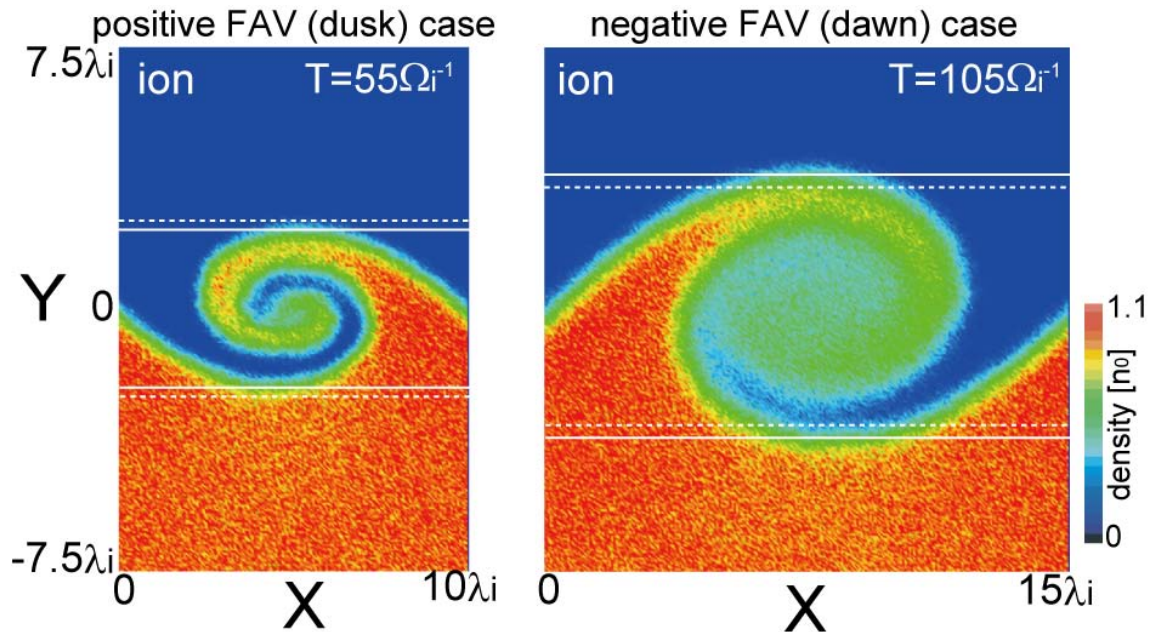 positive FAV (dusk) case
negative FAV (dawn) case
7.5λi
ion
T=55Ωi⁻¹
ion
T=105Ωi⁻¹
Y
0
1.1
density [n₀]
0
-7.5λi
0
10λi
0
15λi
X
X